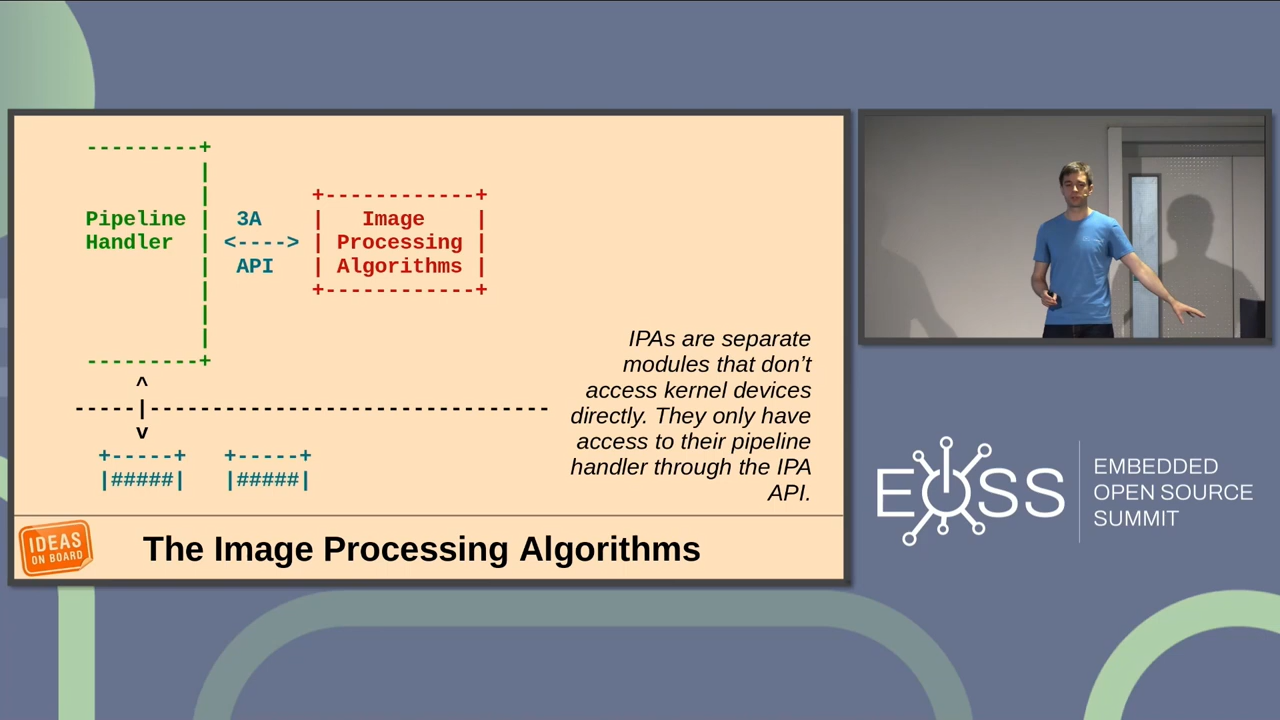 ---------+
|
| +------------+
Pipeline | 3A | Image |
Handler | <----> | Processing |
| API | Algorithms |
| +------------+
|
|
---------+
^
-----|--------------------------------
v
+-----+ +-----+
|#####| |#####|
IPAs are separate
modules that don't
access kernel devices
directly. They only have
access to their pipeline
handler through the IPA
API.
IDEAS
ON BOARD
The Image Processing Algorithms
EOSS
EMBEDDED
OPEN SOURCE
SUMMIT